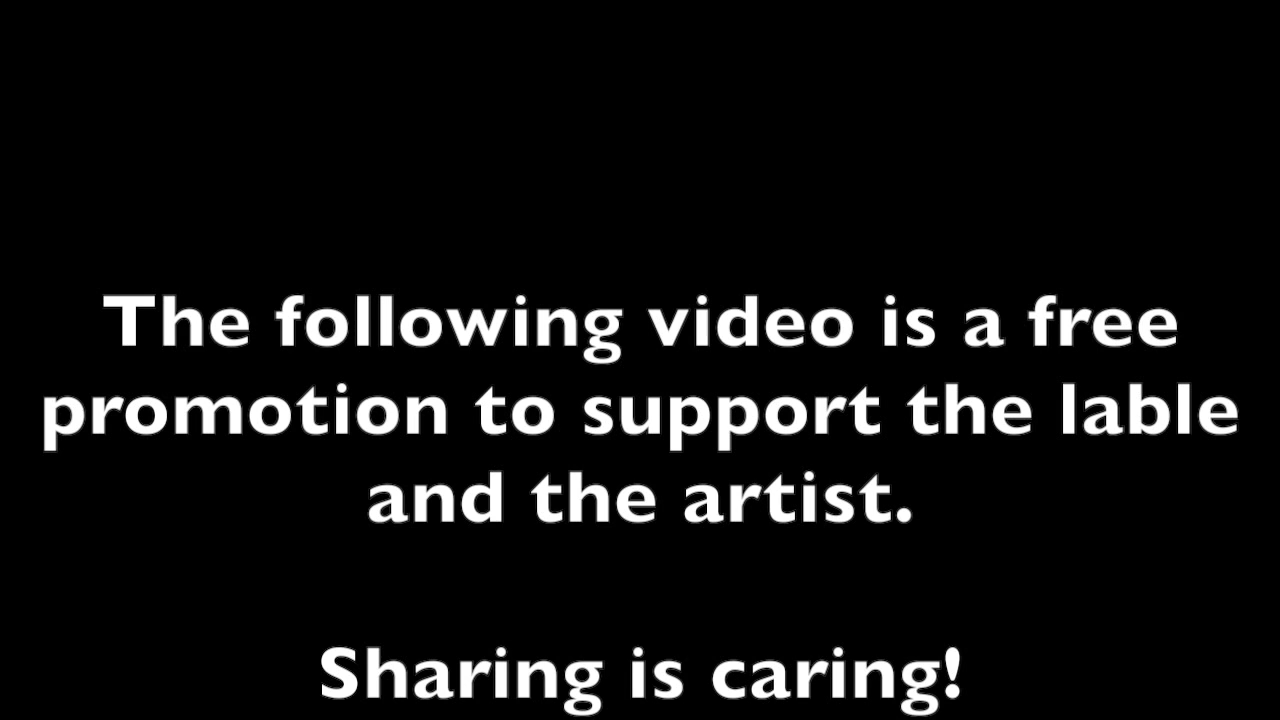 The following video is a free
promotion to support the lable
and the artist.
Sharing is caring!